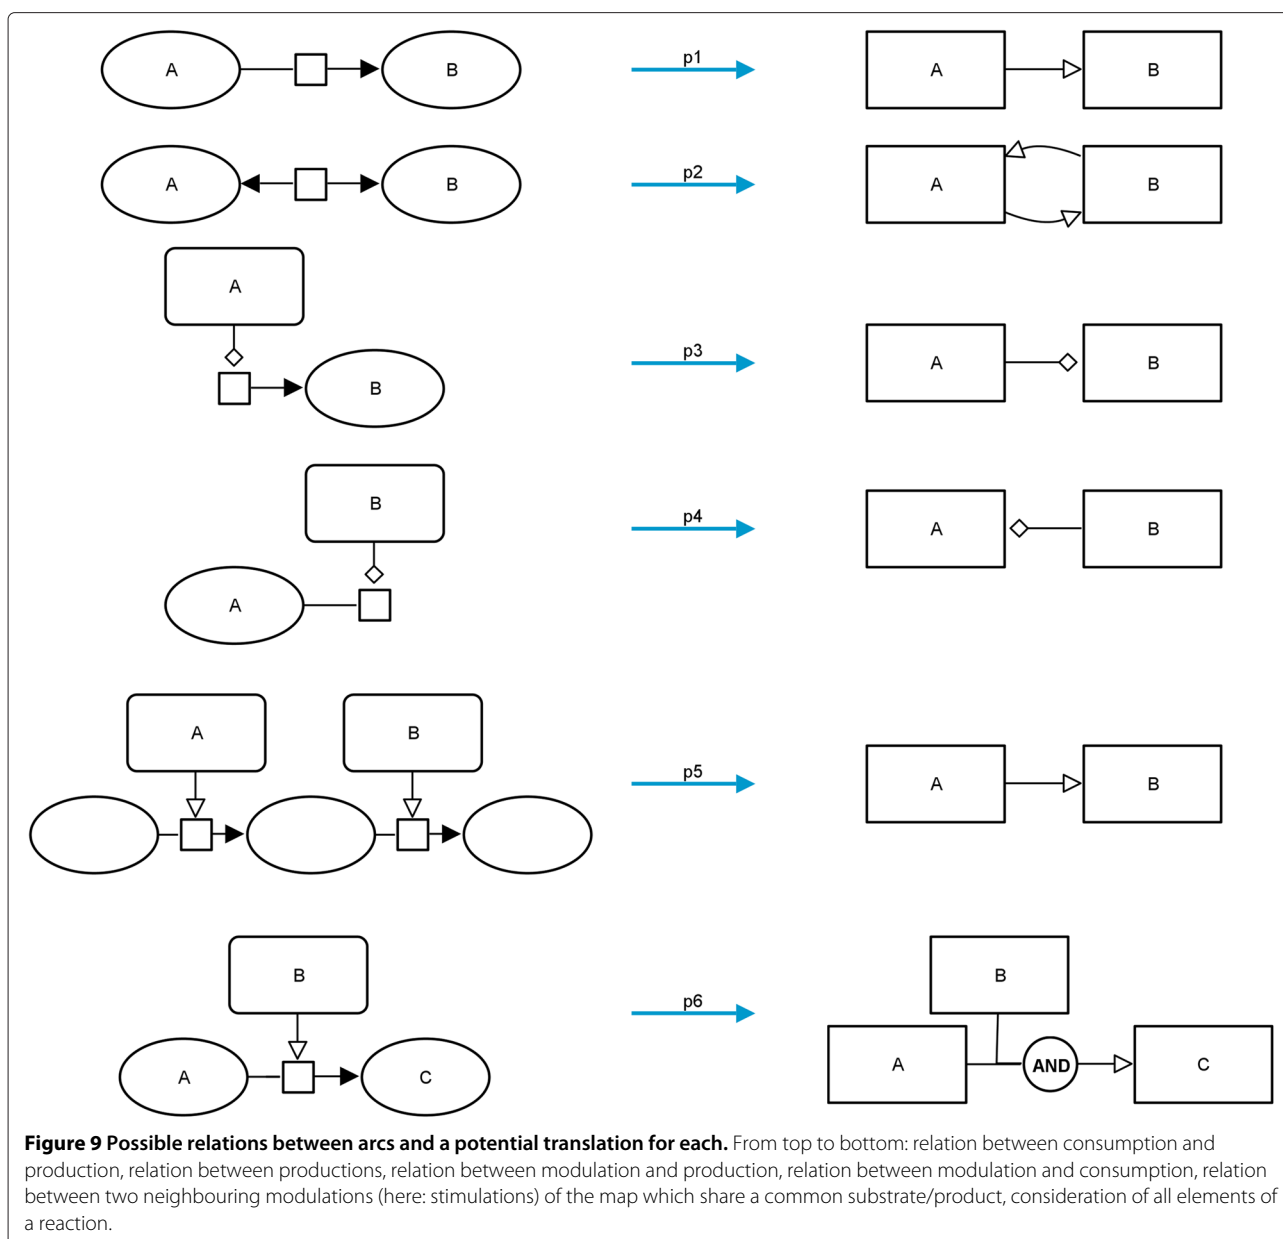 A B p1 A B
A B p2 A B
A
B p3 A B
B
A p4 A B
A B
p5 A B
B
A C p6 B
A AND C
Figure 9 Possible relations between arcs and a potential translation for each. From top to bottom: relation between consumption and
production, relation between productions, relation between modulation and production, relation between modulation and consumption, relation
between two neighbouring modulations (here: stimulations) of the map which share a common substrate/product, consideration of all elements of
a reaction.